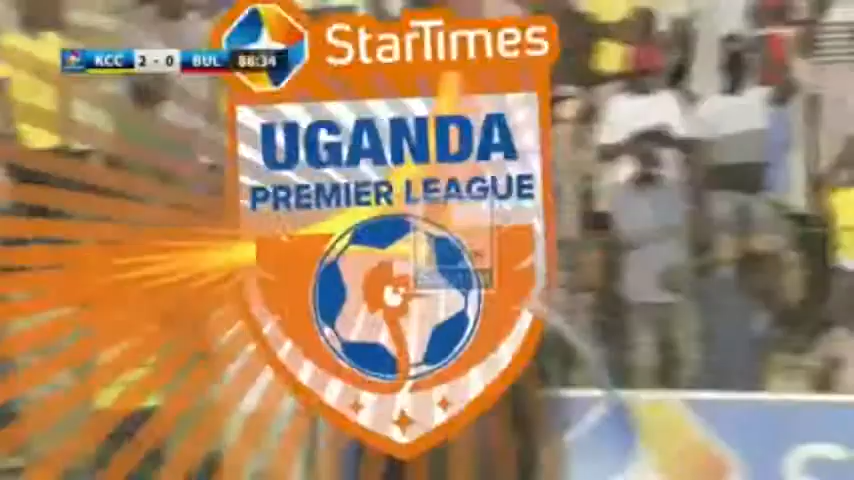 StarTimes
KCC 2 - 0 BUL 86:34
UGANDA
PREMIER LEAGUE